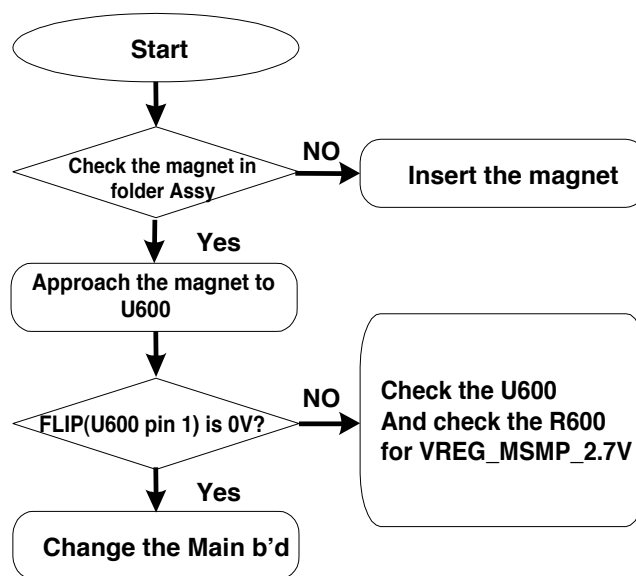 Start
Check the magnet in
folder Assy
NO
Insert the magnet
Yes
Approach the magnet to
U600
FLIP(U600 pin 1) is 0V?
NO
Check the U600
And check the R600
for VREG_MSMP_2.7V
Yes
Change the Main b'd